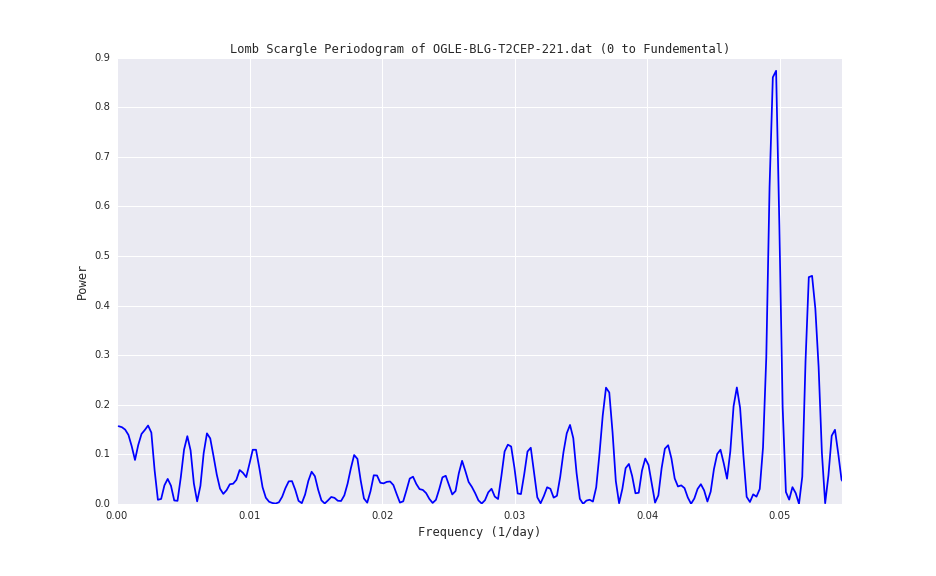 Lomb Scargle Periodogram of OGLE-BLG-T2CEP-221.dat (0 to Fundemental)
0.9
0.8
0.7
0.6
0.5
0.4
0.3
0.2
0.1
0.0
Power
0.00 0.01 0.02 0.03 0.04 0.05
Frequency (1/day)